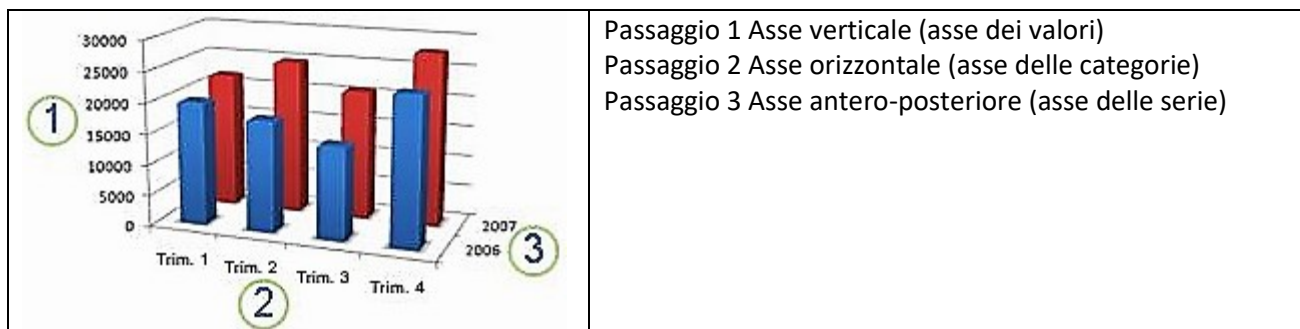 30000
25000
20000
15000
10000
5000
0
1
2007
2006
3
Trim. 1
Trim. 2
Trim. 3
Trim. 4
2
Passaggio 1 Asse verticale (asse dei valori)
Passaggio 2 Asse orizzontale (asse delle categorie)
Passaggio 3 Asse antero-posteriore (asse delle serie)